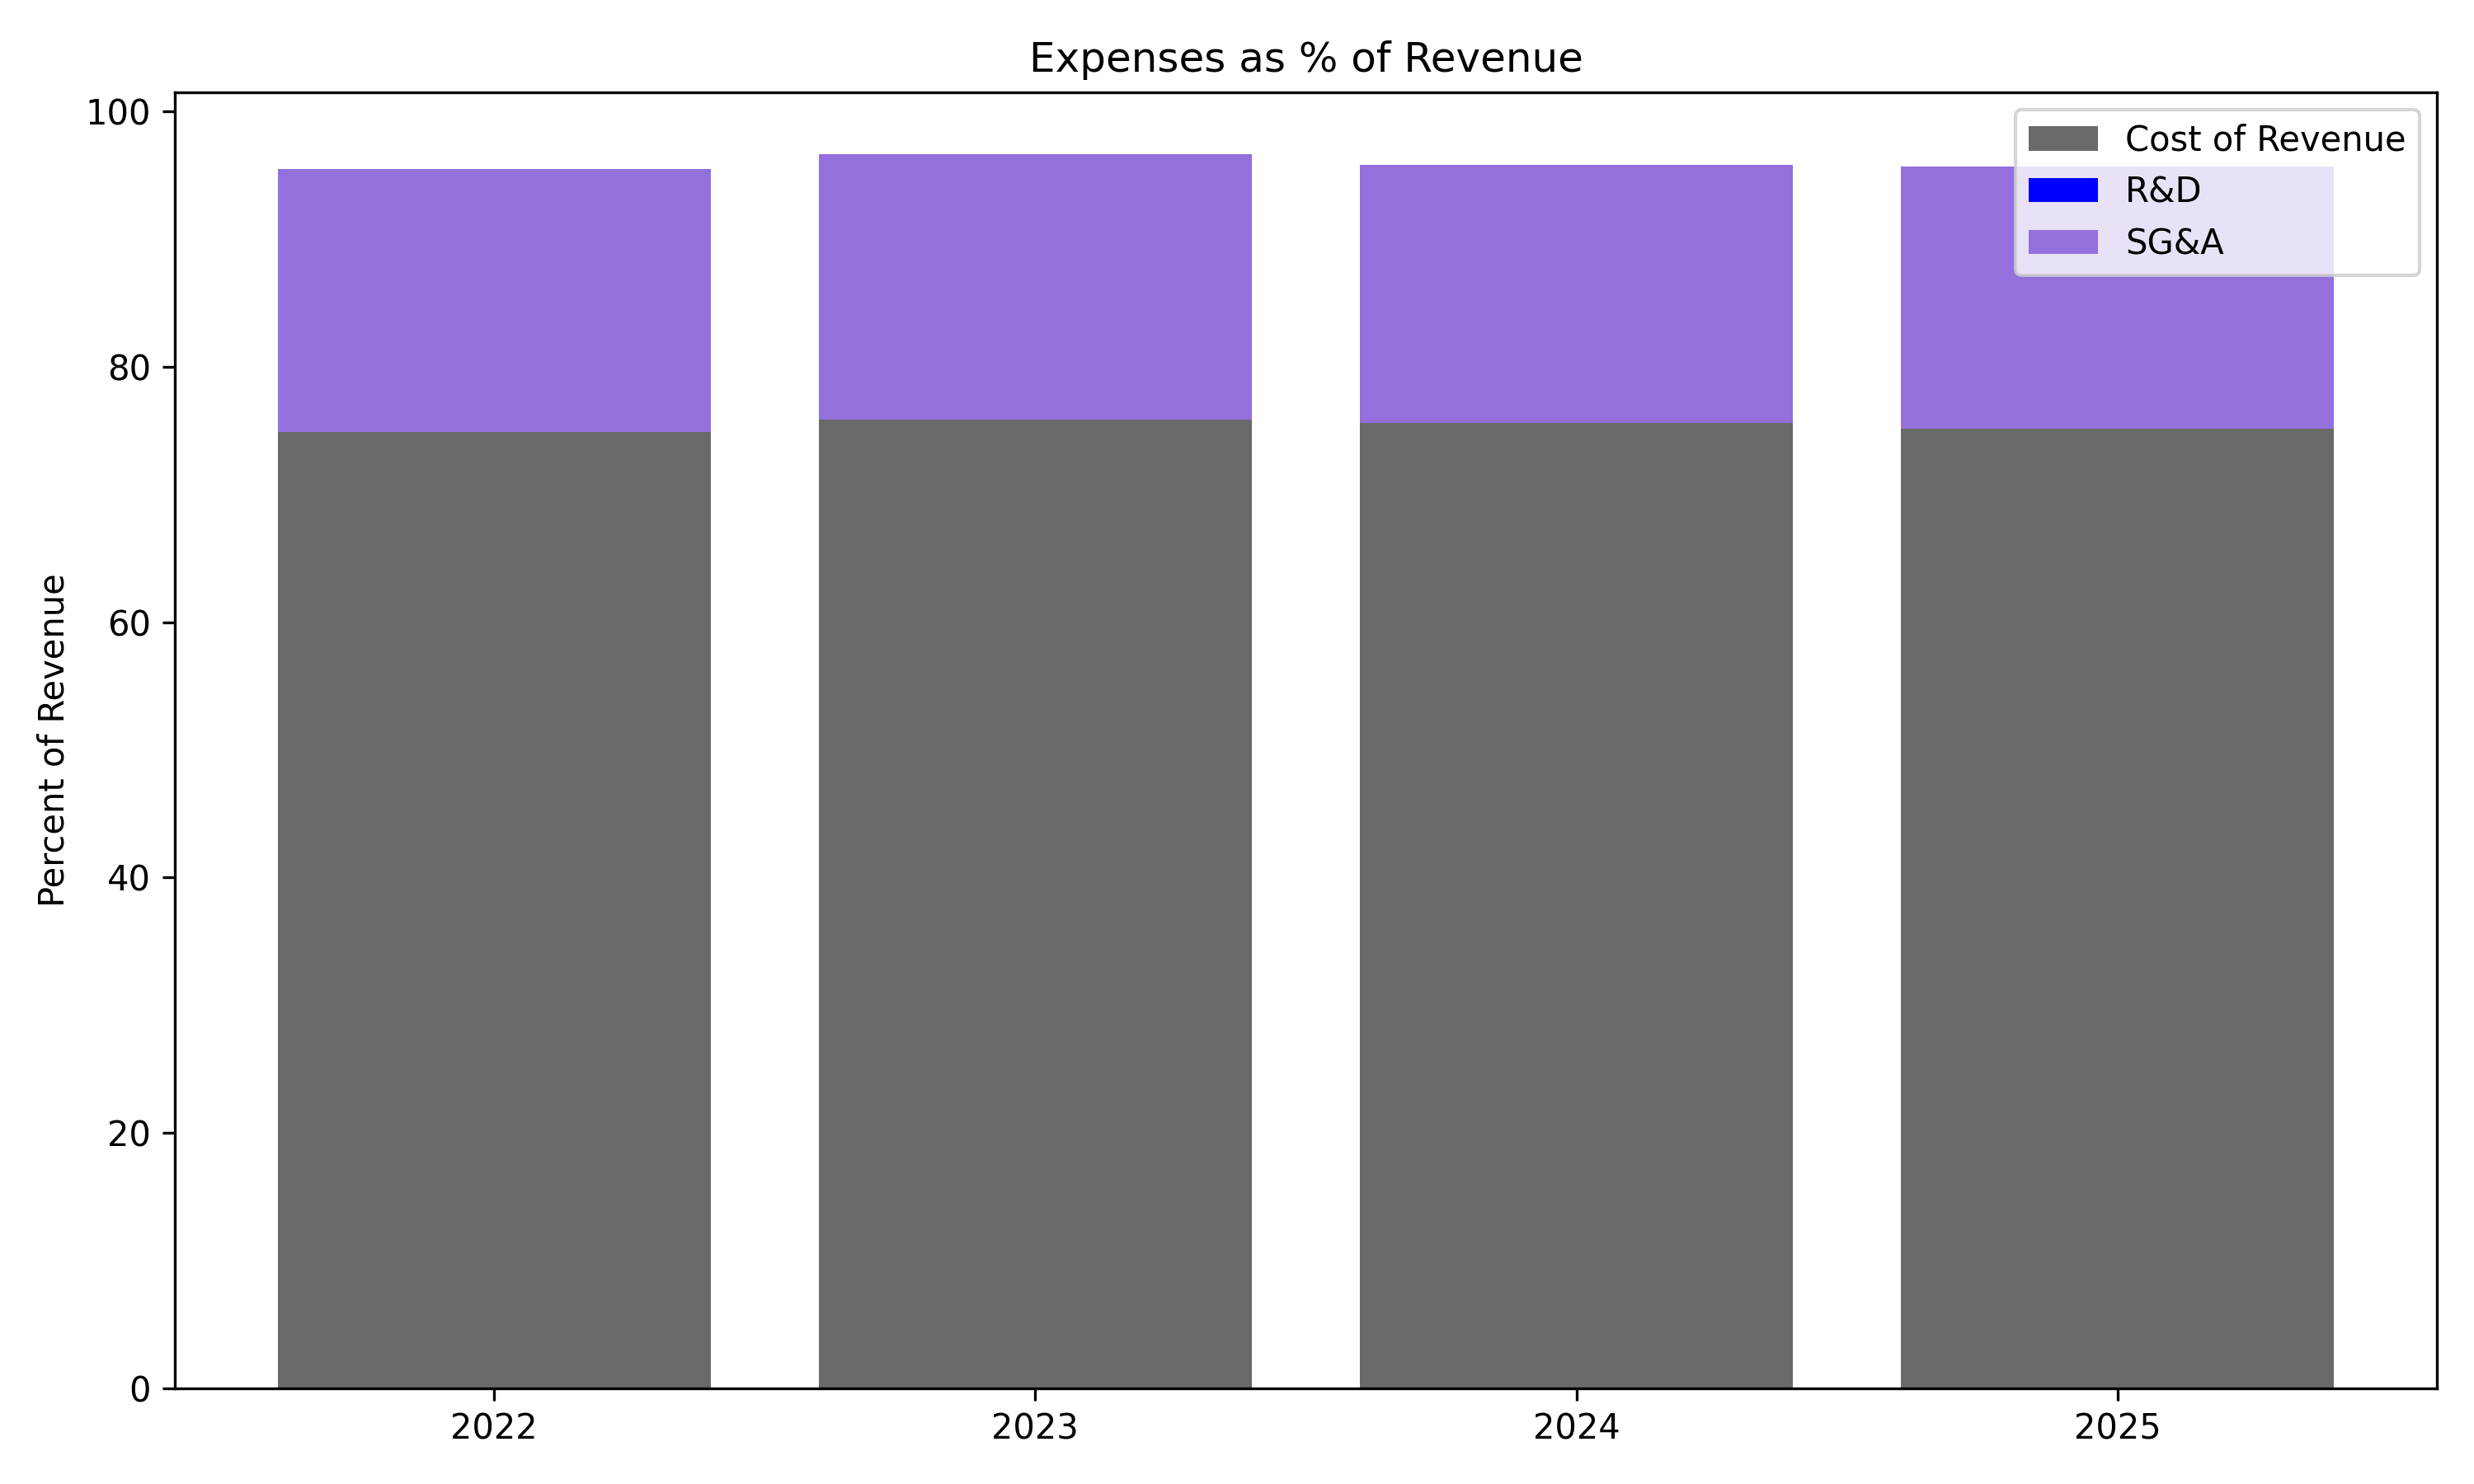 Expenses as % of Revenue
100
80
60
40
20
0
Percent of Revenue
Cost of Revenue
R&D
SG&A
2022
2023
2024
2025